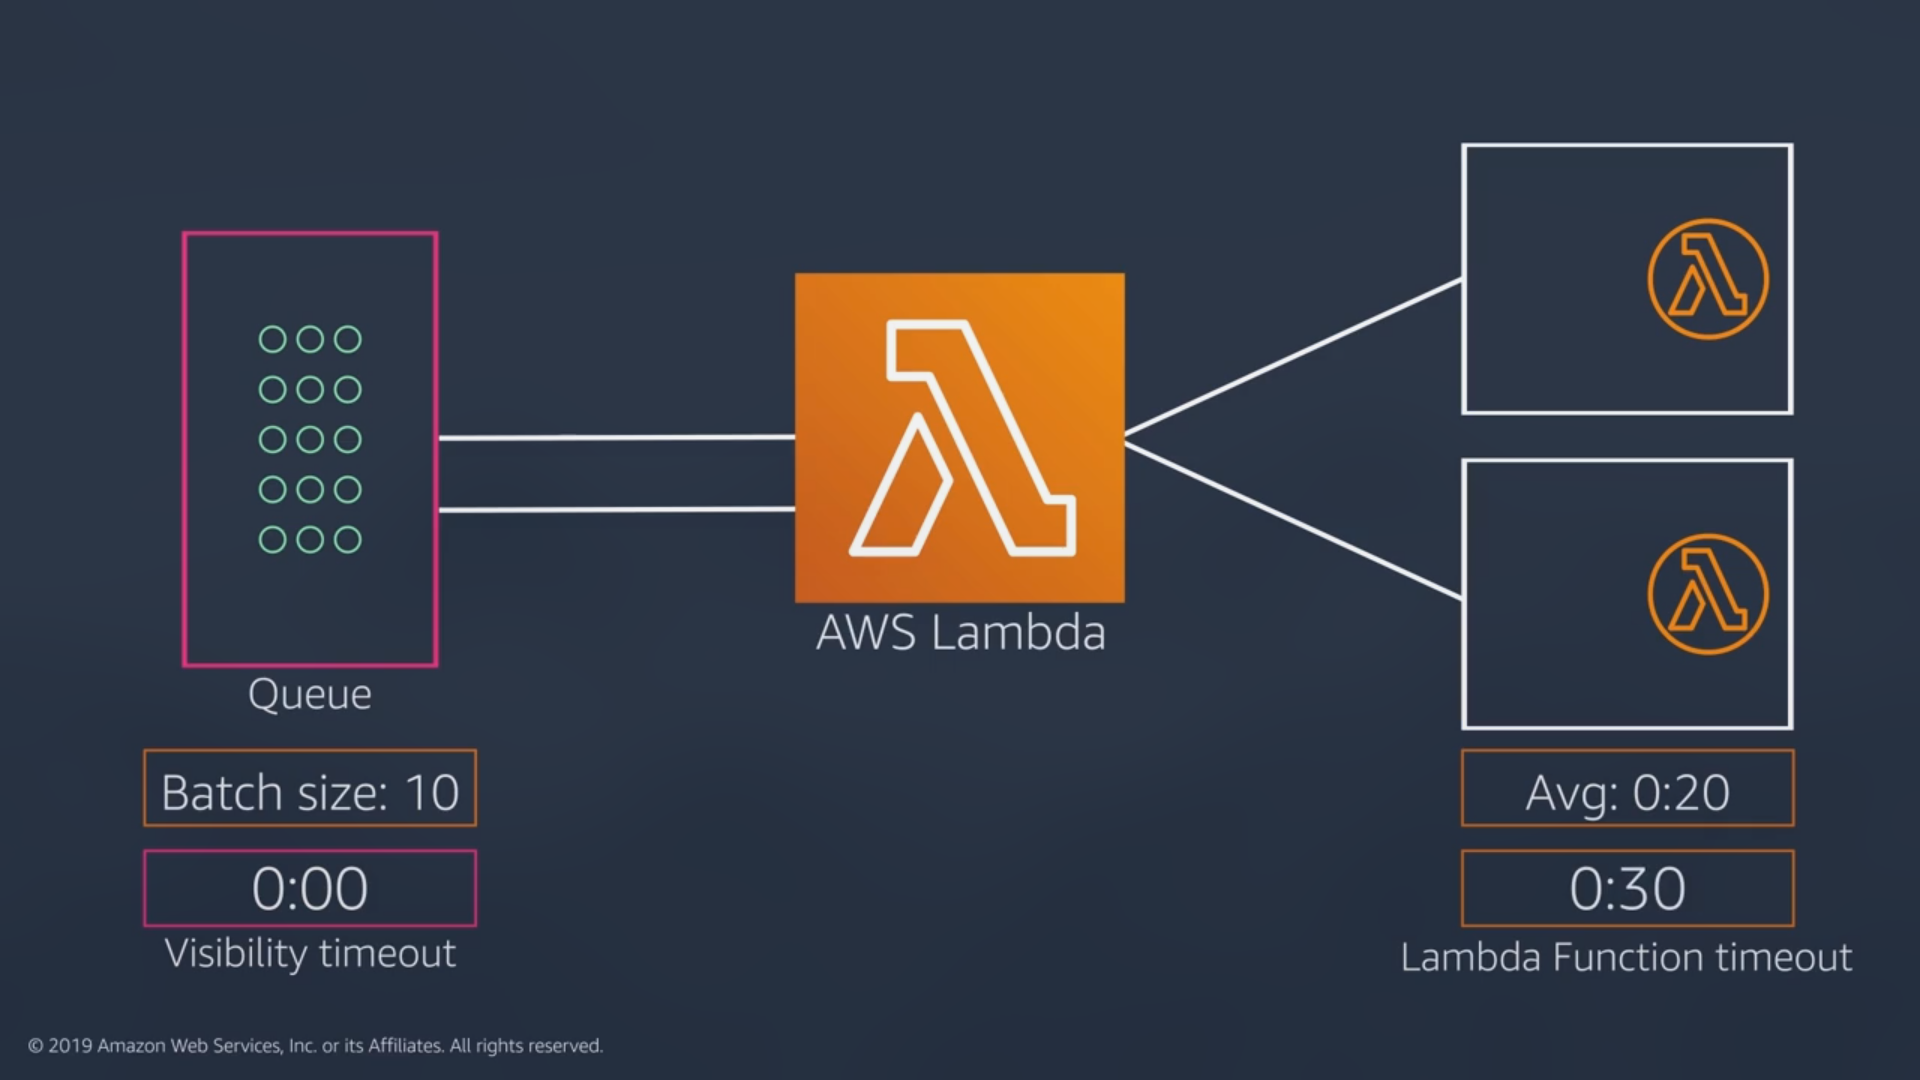 AWS Lambda
Queue
Batch size: 10
0:00
Visibility timeout
Avg: 0:20
0:30
Lambda Function timeout
© 2019 Amazon Web Services, Inc. or its Affiliates. All rights reserved.